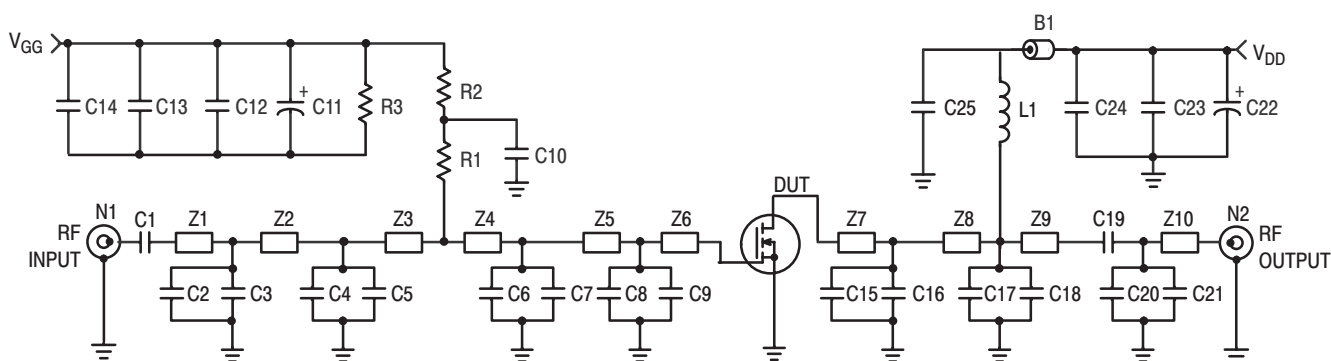 B1
VGG
VDD
+
C14
C13
C12
C11
R3
R2
R1
C10
C25
L1
C24
C23
+
C22
DUT
N1
RF
INPUT
C1
Z1
Z2
Z3
Z4
Z5
Z6
Z7
Z8
Z9
C19
Z10
N2
RF
OUTPUT
C2
C3
C4
C5
C6
C7
C8
C9
C15
C16
C17
C18
C20
C21